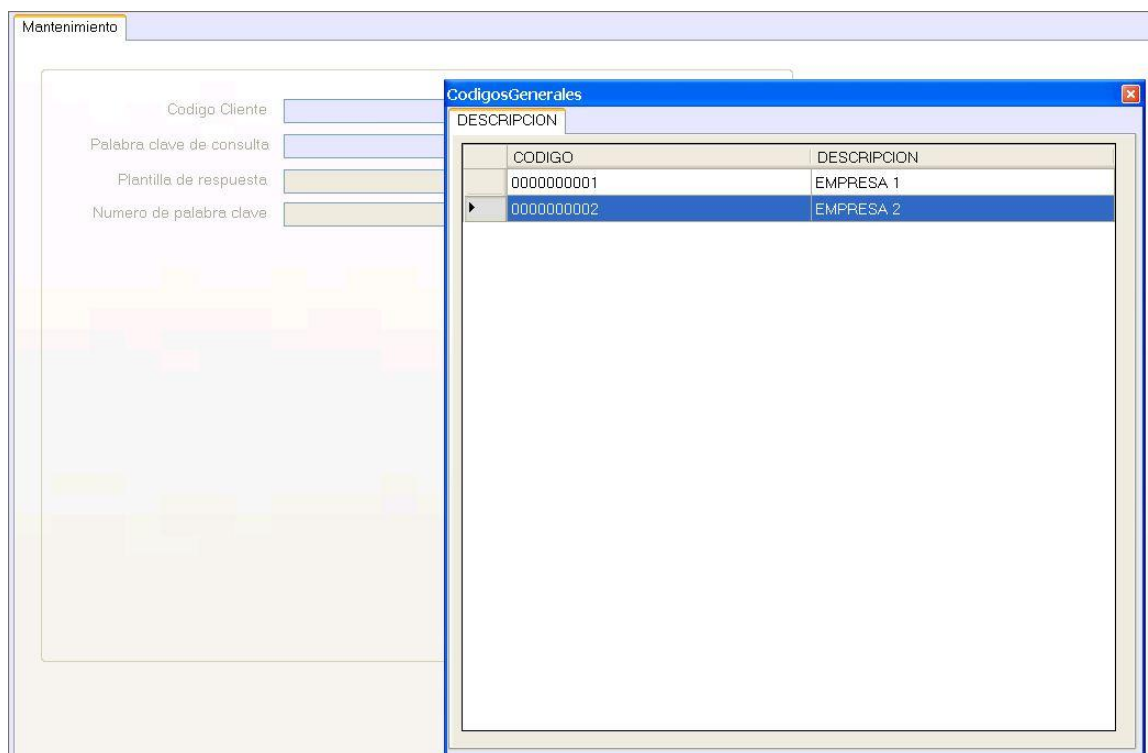 Mantenimiento
Codigo Cliente
Palabra clave de consulta
Plantilla de respuesta
Numero de palabra clave
CodigosGenerales
DESCRIPCION
CODIGO DESCRIPCION
0000000001 EMPRESA 1
0000000002 EMPRESA 2